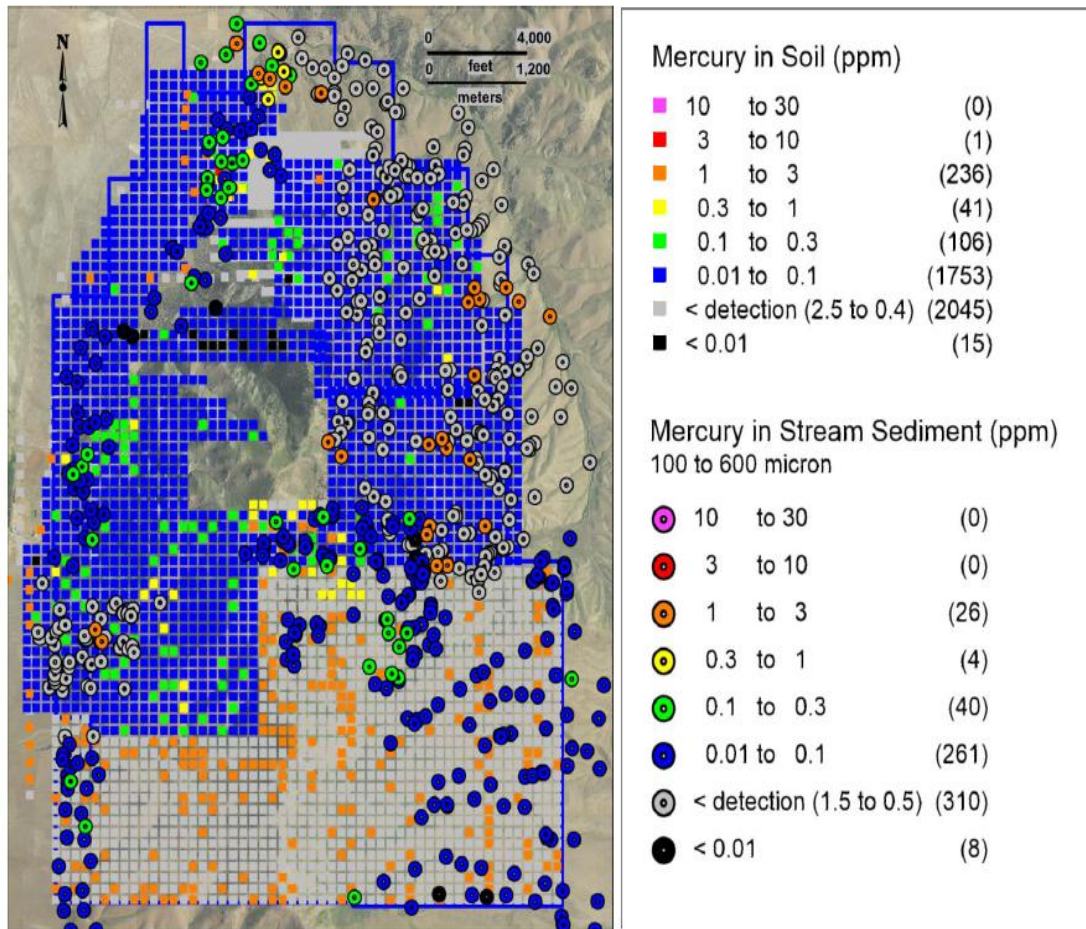 N
0 4,000
feet
0 1,200
meters
Mercury in Soil (ppm)
10 to 30 (0)
3 to 10 (1)
1 to 3 (236)
0.3 to 1 (41)
0.1 to 0.3 (106)
0.01 to 0.1 (1753)
< detection (2.5 to 0.4) (2045)
< 0.01 (15)
Mercury in Stream Sediment (ppm)
100 to 600 micron
10 to 30 (0)
3 to 10 (0)
1 to 3 (26)
0.3 to 1 (4)
0.1 to 0.3 (40)
0.01 to 0.1 (261)
< detection (1.5 to 0.5) (310)
< 0.01 (8)